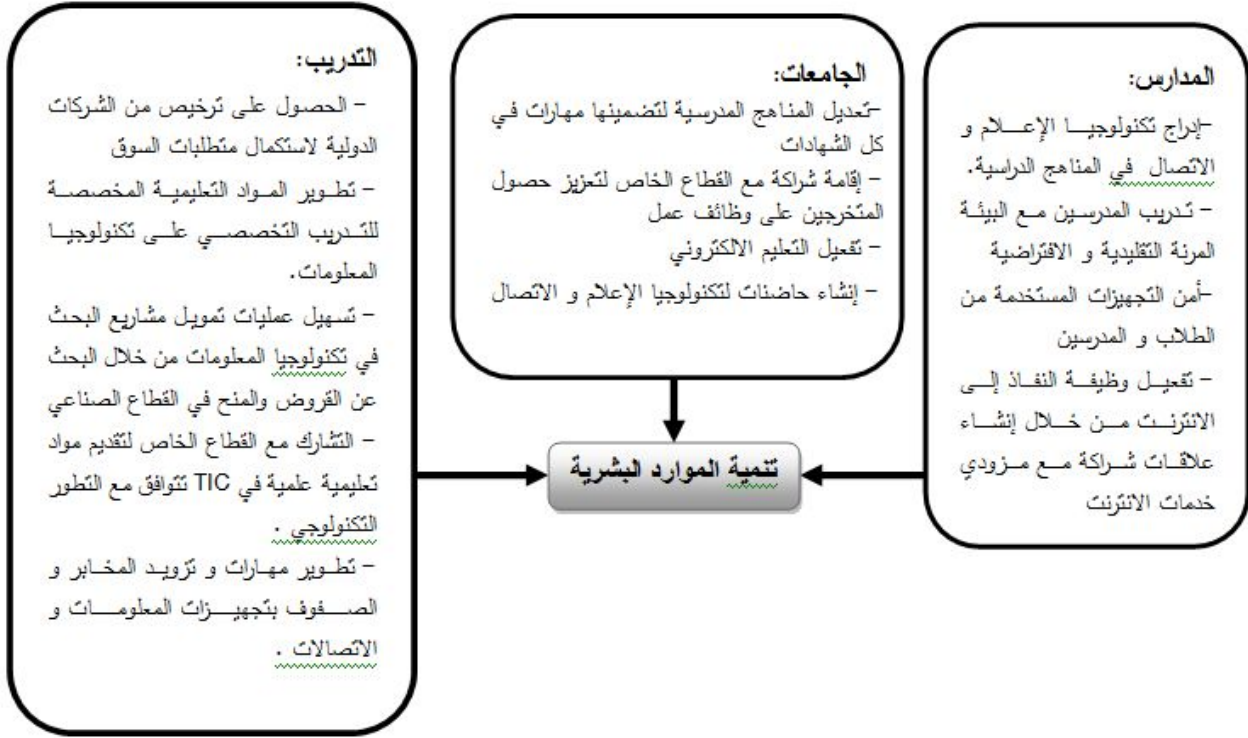 المدارس:
-إدراج تكنولوجيا الإعلام و
الاتصال في المناهج الدراسية.
- تدريب المدرسين مع البيئة
المرنة التقليدية و الافتراضية
-أمن التجهيزات المستخدمة من
الطلاب و المدرسين
- تفعيل وظيفة النفاذ إلى
الانترنت من خلال إنشاء
علاقات شراكة مع مزودي
خدمات الانترنت
الجامعات:
-تعديل المناهج المدرسية لتضمينها مهارات في
كل الشهادات
- إقامة شراكة مع القطاع الخاص لتعزيز حصول
المتخرجين على وظائف عمل
- تفعيل التعليم الالكتروني
- إنشاء حاضنات لتكنولوجيا الإعلام و الاتصال
التدريب:
- الحصول على ترخيص من الشركات
الدولية لاستكمال متطلبات السوق
- تطوير المواد التعليمية المخصصة
للتدريب التخصصي على تكنولوجيا
المعلومات.
- تسهيل عمليات تمويل مشاريع البحث
في تكنولوجيا المعلومات من خلال البحث
عن القروض والمنح في القطاع الصناعي
- التشارك مع القطاع الخاص لتقديم مواد
تعليمية علمية في TIC تتوافق مع التطور
التكنولوجي .
- تطوير مهارات و تزويد المخابر و
الصفوف بتجهيزات المعلومات و
الاتصالات .
تنمية الموارد البشرية